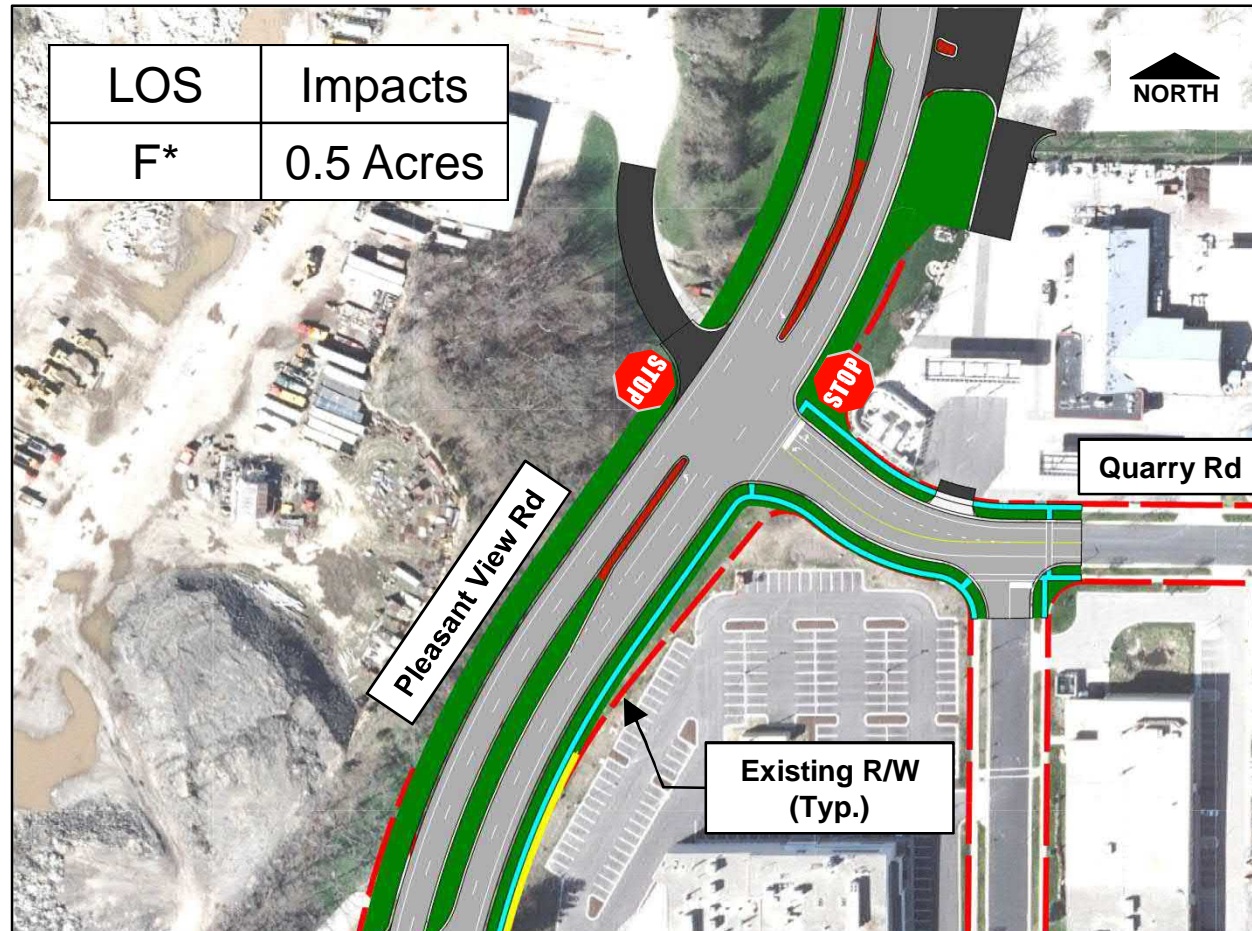 LOS
Impacts
F*
0.5 Acres
NORTH
STOP
STOP
Quarry Rd
Pleasant View Rd
Existing R/W
(Typ.)